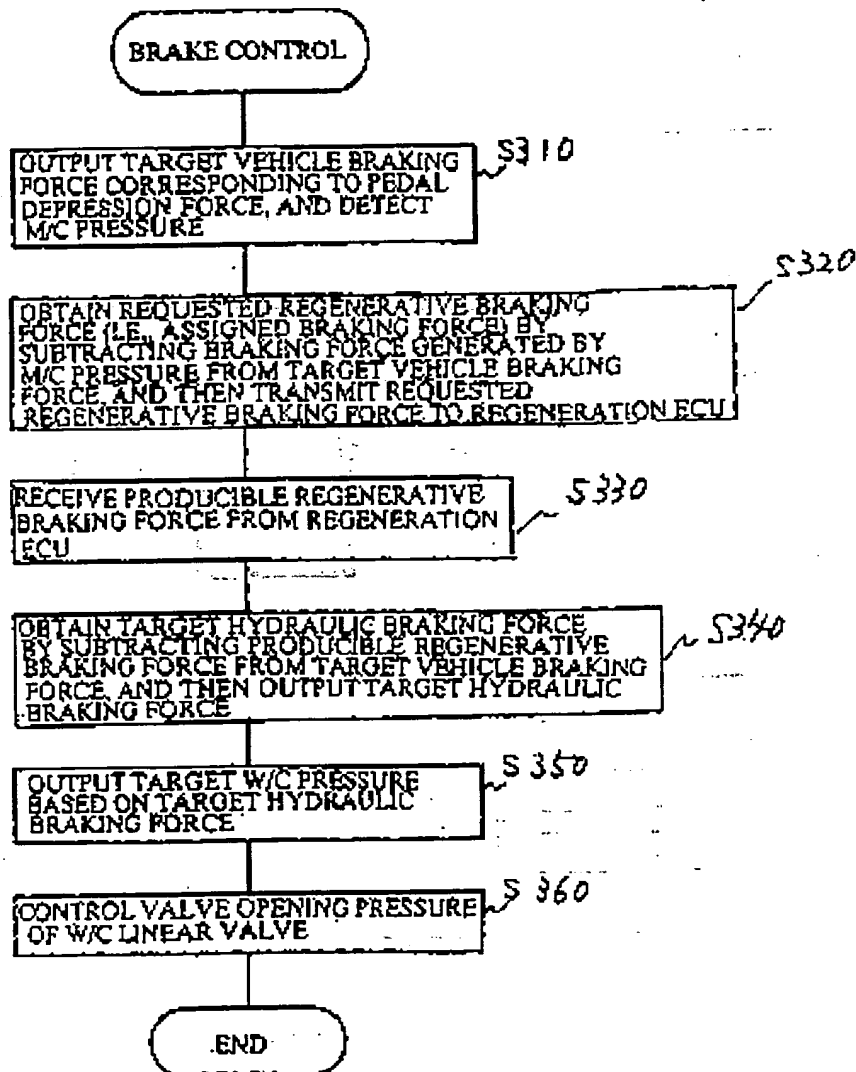 BRAKE CONTROL
OUTPUT TARGET VEHICLE BRAKING
FORCE CORRESPONDING TO PEDAL
DEPRESSION FORCE, AND DETECT
M/C PRESSURE
S310
OBTAIN REQUESTED REGENERATIVE BRAKING
FORCE (I.E., ASSIGNED BRAKING FORCE) BY
SUBTRACTING BRAKING FORCE GENERATED BY
M/C PRESSURE FROM TARGET VEHICLE BRAKING
FORCE, AND THEN TRANSMIT REQUESTED
REGENERATIVE BRAKING FORCE TO REGENERATION ECU
S320
RECEIVE PRODUCIBLE REGENERATIVE
BRAKING FORCE FROM REGENERATION
ECU
S330
OBTAIN TARGET HYDRAULIC BRAKING FORCE
BY SUBTRACTING PRODUCIBLE REGENERATIVE
BRAKING FORCE FROM TARGET VEHICLE BRAKING
FORCE, AND THEN OUTPUT TARGET HYDRAULIC
BRAKING FORCE
S340
OUTPUT TARGET W/C PRESSURE
BASED ON TARGET HYDRAULIC
BRAKING FORCE
S350
CONTROL VALVE OPENING PRESSURE
OF W/C LINEAR VALVE
S360
END